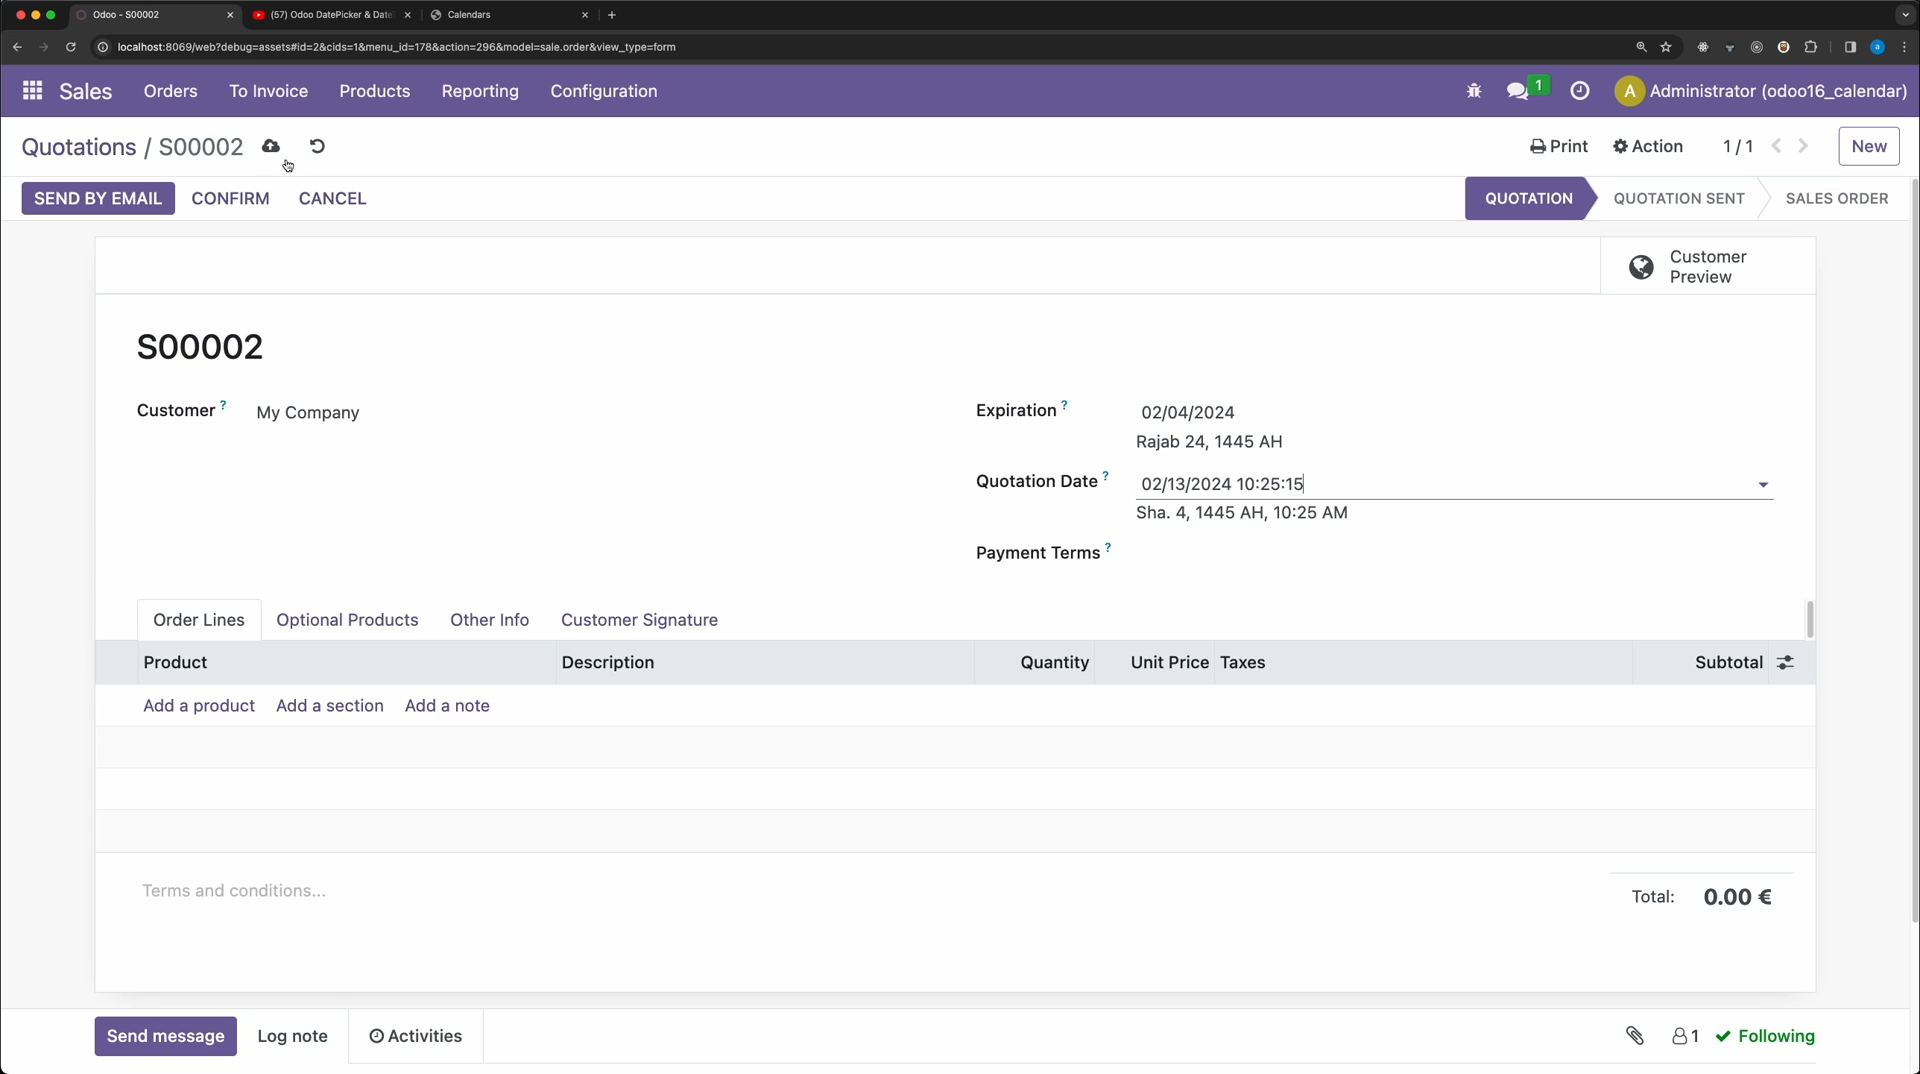 Odoo - S00002
(57) Odoo DatePicker & Date
Calendars
localhost:8069/web?debug=assets#id=2&cids=1&menu_id=178&action=296&model=sale.order&view_type=form
Sales Orders To Invoice Products Reporting Configuration
1
A Administrator (odoo16_calendar)
Quotations / S00002
Print Action 1 / 1 New
SEND BY EMAIL CONFIRM CANCEL
QUOTATION QUOTATION SENT SALES ORDER
Customer
Preview
S00002
Customer ? My Company
Expiration ? 02/04/2024
Rajab 24, 1445 AH
Quotation Date ? 02/13/2024 10:25:15
Sha. 4, 1445 AH, 10:25 AM
Payment Terms ?
Order Lines Optional Products Other Info Customer Signature
Product Description Quantity Unit Price Taxes Subtotal
Add a product Add a section Add a note
Terms and conditions...
Total: 0.00 €
Send message Log note Activities
1 Following